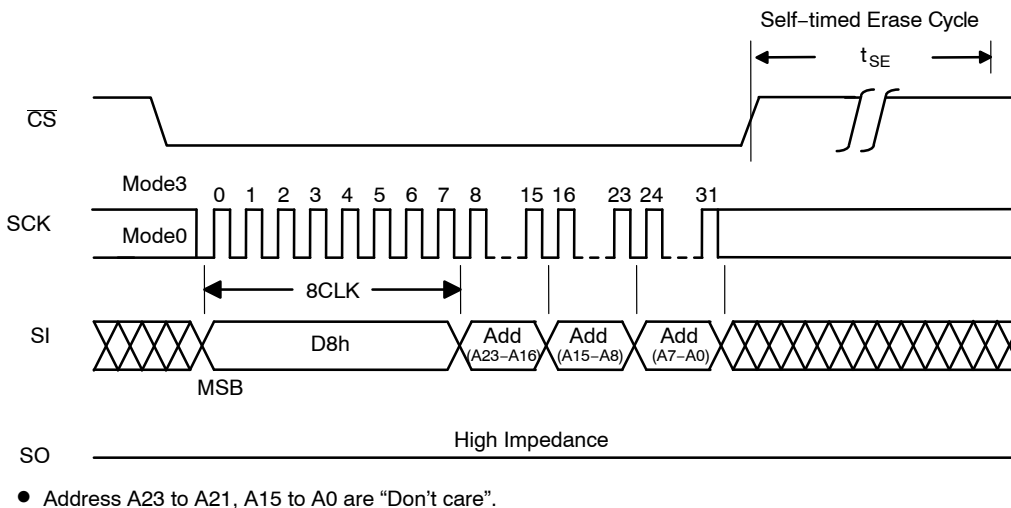 Self−timed Erase Cycle
tSE
CS
Mode3
0 1 2 3 4 5 6 7 8 15 16 23 24 31
SCK
Mode0
8CLK
SI
D8h
Add (A23−A16)
Add (A15−A8)
Add (A7−A0)
MSB
High Impedance
SO
• Address A23 to A21, A15 to A0 are “Don’t care”.